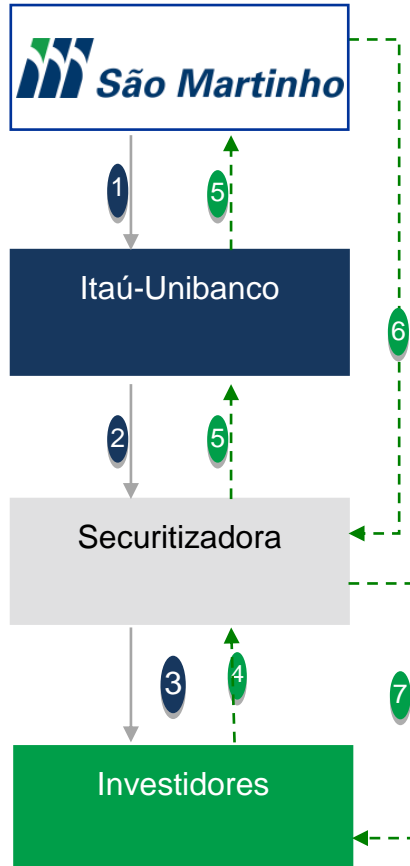 São Martinho
1
5
Itaú-Unibanco
6
2
5
Securitizadora
3
4
7
Investidores